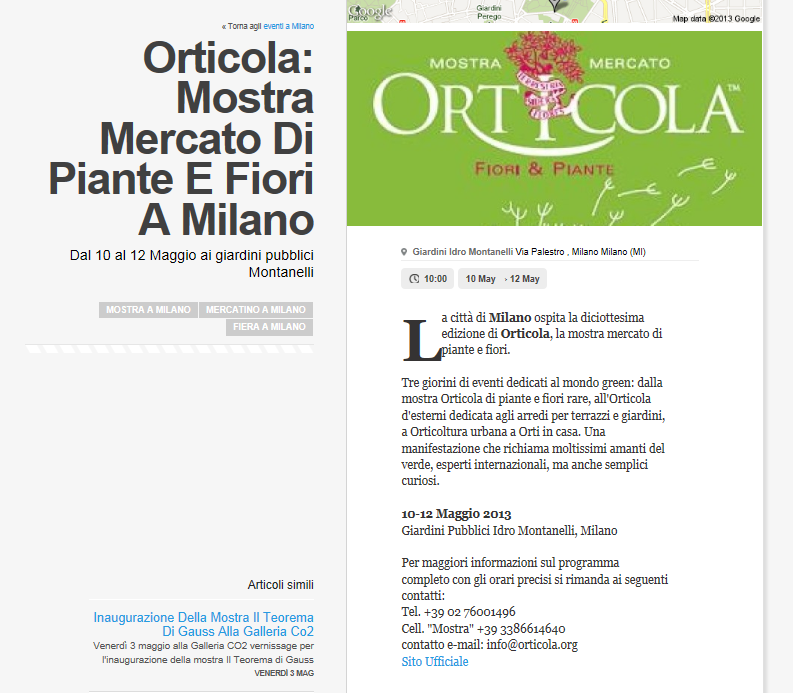 « Torna agli eventi a Milano
Orticola:
Mostra
Mercato Di
Piante E Fiori
A Milano
Dal 10 al 12 Maggio ai giardini pubblici
Montanelli
MOSTRA A MILANO
MERCATINO A MILANO
FIERA A MILANO
Articoli simili
Inaugurazione Della Mostra Il Teorema
Di Gauss Alla Galleria Co2
Venerdì 3 maggio alla Galleria CO2 vernissage per
l'inaugurazione della mostra Il Teorema di Gauss
VENERDÌ 3 MAG
Google
Parco
Giardini
Perego
Map data ©2013 Google
MOSTRA MERCATO
TERRESTRIA
SIDERA
FLORES
ORTICOLA™
FIORI & PIANTE
Giardini Idro Montanelli Via Palestro , Milano Milano (MI)
10:00
10 May › 12 May
La città di Milano ospita la diciottesima
edizione di Orticola, la mostra mercato di
piante e fiori.
Tre giorini di eventi dedicati al mondo green: dalla
mostra Orticola di piante e fiori rare, all'Orticola
d'esterni dedicata agli arredi per terrazzi e giardini,
a Orticoltura urbana a Orti in casa. Una
manifestazione che richiama moltissimi amanti del
verde, esperti internazionali, ma anche semplici
curiosi.
10-12 Maggio 2013
Giardini Pubblici Idro Montanelli, Milano
Per maggiori informazioni sul programma
completo con gli orari precisi si rimanda ai seguenti
contatti:
Tel. +39 02 76001496
Cell. "Mostra" +39 3386614640
contatto e-mail: info@orticola.org
Sito Ufficiale